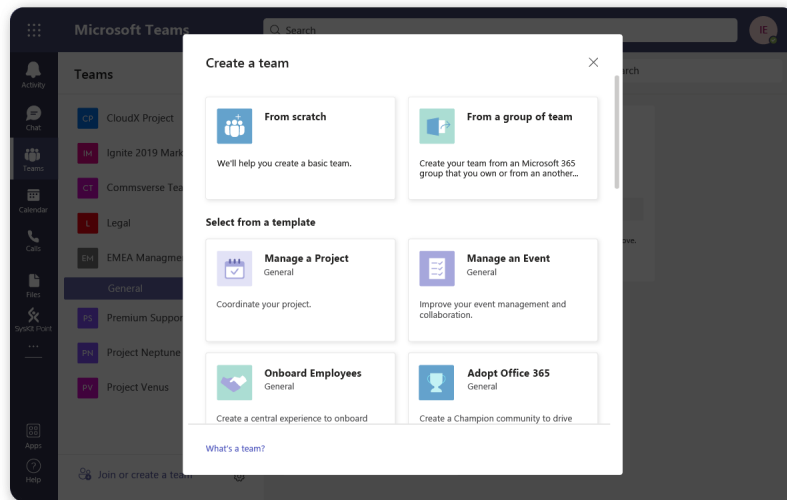 Microsoft Teams
Search
IE
Activity
Chat
Teams
Calendar
Calls
Files
SysKit Point
Apps
Help
Teams
CP CloudX Project
IM Ignite 2019 Mark
CT Commsverse Tea
L Legal
EM EMEA Managme
General
PS Premium Suppor
PN Project Neptune
PV Project Venus
Join or create a team
rch
ove.
Create a team
From scratch
We'll help you create a basic team.
From a group of team
Create your team from an Microsoft 365
group that you own or from an another...
Select from a template
Manage a Project
General
Coordinate your project.
Manage an Event
General
Improve your event management and
collaboration.
Onboard Employees
General
Create a central experience to onboard
Adopt Office 365
General
Create a Champion community to drive
What's a team?